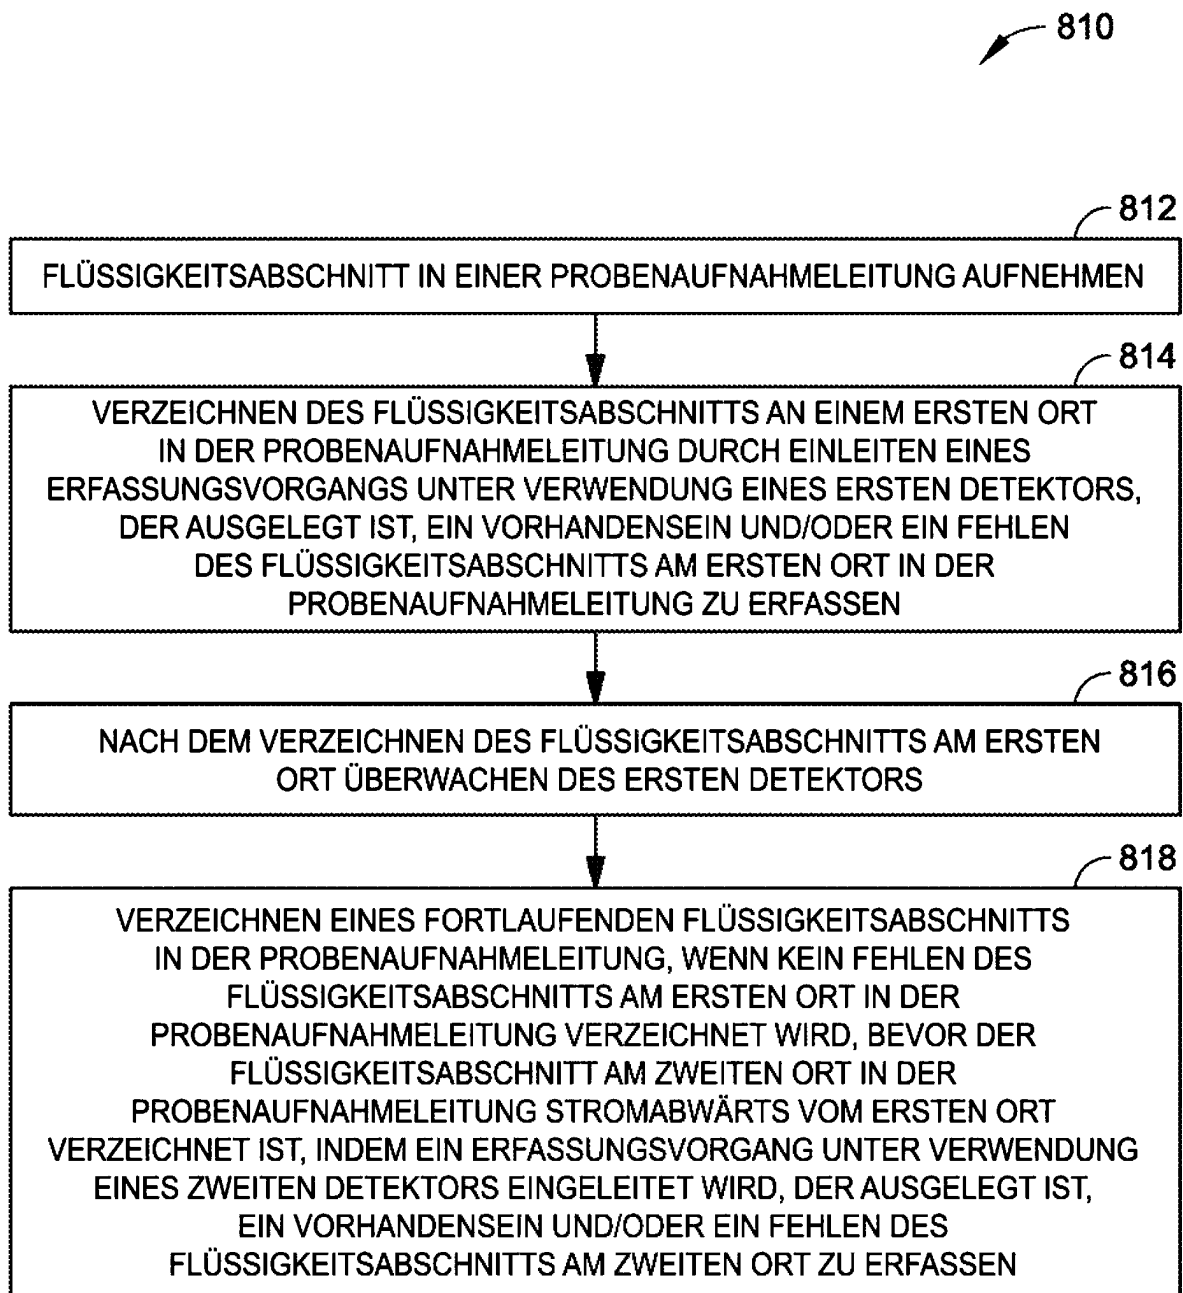 810
812
FLÜSSIGKEITSABSCHNITT IN EINER PROBENAUFNAHMELEITUNG AUFNEHMEN
814
VERZEICHNEN DES FLÜSSIGKEITSABSCHNITTS AN EINEM ERSTEN ORT
IN DER PROBENAUFNAHMELEITUNG DURCH EINLEITEN EINES
ERFASSUNGSVORGANGS UNTER VERWENDUNG EINES ERSTEN DETEKTORS,
DER AUSGELEGT IST, EIN VORHANDENSEIN UND/ODER EIN FEHLEN
DES FLÜSSIGKEITSABSCHNITTS AM ERSTEN ORT IN DER
PROBENAUFNAHMELEITUNG ZU ERFASSEN
816
NACH DEM VERZEICHNEN DES FLÜSSIGKEITSABSCHNITTS AM ERSTEN
ORT ÜBERWACHEN DES ERSTEN DETEKTORS
818
VERZEICHNEN EINES FORTLAUFENDEN FLÜSSIGKEITSABSCHNITTS
IN DER PROBENAUFNAHMELEITUNG, WENN KEIN FEHLEN DES
FLÜSSIGKEITSABSCHNITTS AM ERSTEN ORT IN DER
PROBENAUFNAHMELEITUNG VERZEICHNET WIRD, BEVOR DER
FLÜSSIGKEITSABSCHNITT AM ZWEITEN ORT IN DER
PROBENAUFNAHMELEITUNG STROMABWÄRTS VOM ERSTEN ORT
VERZEICHNET IST, INDEM EIN ERFASSUNGSVORGANG UNTER VERWENDUNG
EINES ZWEITEN DETEKTORS EINGELEITET WIRD, DER AUSGELEGT IST,
EIN VORHANDENSEIN UND/ODER EIN FEHLEN DES
FLÜSSIGKEITSABSCHNITTS AM ZWEITEN ORT ZU ERFASSEN